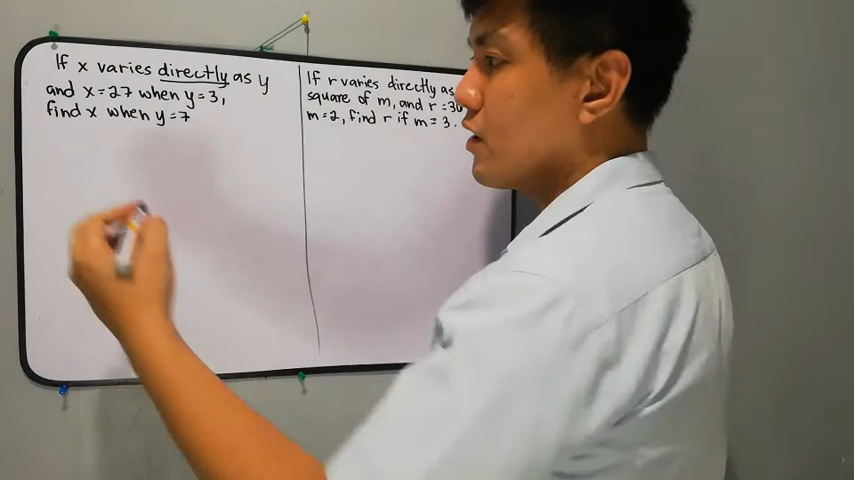 If x varies directly as y
and x=27 when y=3,
find x when y=7
If r varies directly as
square of m, and r=36
m=2, find r if m=3.